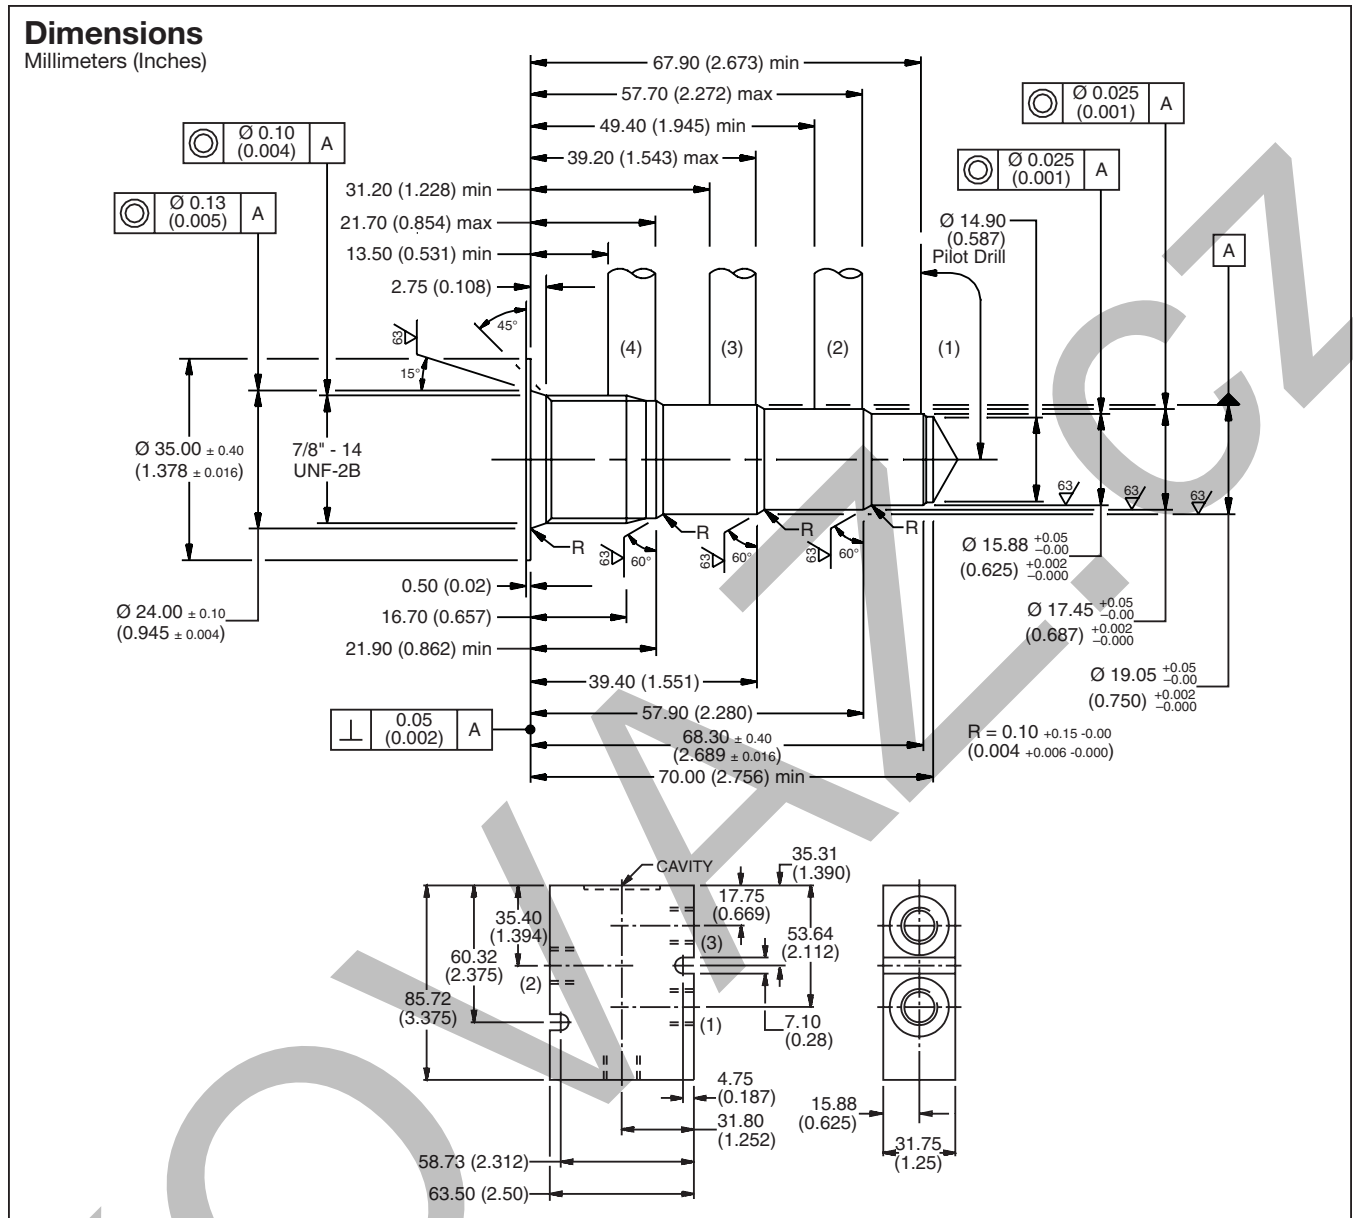 Dimensions
Millimeters (Inches)
67.90 (2.673) min
57.70 (2.272) max
49.40 (1.945) min
39.20 (1.543) max
31.20 (1.228) min
21.70 (0.854) max
13.50 (0.531) min
2.75 (0.108)
Ø 0.10
(0.004)
A
Ø 0.13
(0.005)
A
Ø 0.025
(0.001)
A
Ø 0.025
(0.001)
A
Ø 14.90
(0.587)
Pilot Drill
A
63
45°
15°
(4)
(3)
(2)
(1)
Ø 35.00 ± 0.40
(1.378 ± 0.016)
7/8" - 14
UNF-2B
63
63
63
R
R
R
63
60°
63
60°
63
60°
Ø 24.00 ± 0.10
(0.945 ± 0.004)
0.50 (0.02)
16.70 (0.657)
21.90 (0.862) min
39.40 (1.551)
57.90 (2.280)
68.30 ± 0.40
(2.689 ± 0.016)
70.00 (2.756) min
⊥
0.05
(0.002)
A
Ø 15.88 +0.05 −0.00
(0.625) +0.002 −0.000
Ø 17.45 +0.05 −0.00
(0.687) +0.002 −0.000
Ø 19.05 +0.05 −0.00
(0.750) +0.002 −0.000
R = 0.10 +0.15 -0.00
(0.004 +0.006 -0.000)
CAVITY
35.31
(1.390)
17.75
(0.669)
35.40
(1.394)
53.64
(2.112)
60.32
(2.375)
(3)
(2)
85.72
(3.375)
(1)
7.10
(0.28)
4.75
(0.187)
31.80
(1.252)
58.73 (2.312)
63.50 (2.50)
15.88
(0.625)
31.75
(1.25)
OVAZ.CZ